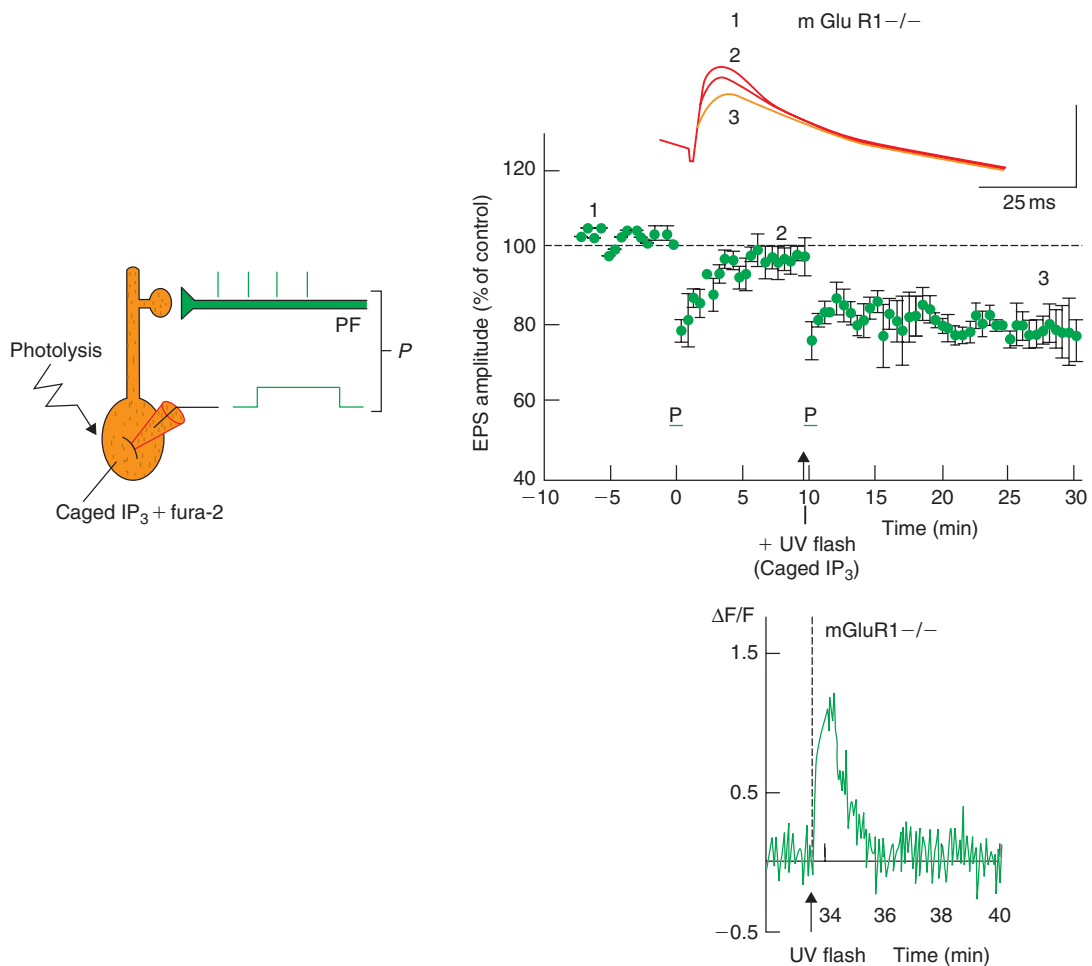 1 m Glu R1−/−
2
3
25 ms
EPS amplitude (% of control)
120
100
80
60
40
1
2
3
P
P
−10
−5
0
5
10
15
20
25
30
Time (min)
+ UV flash
(Caged IP3)
PF
P
Photolysis
Caged IP3 + fura-2
ΔF/F
mGluR1−/−
1.5
0.5
−0.5
34
36
38
40
UV flash
Time (min)